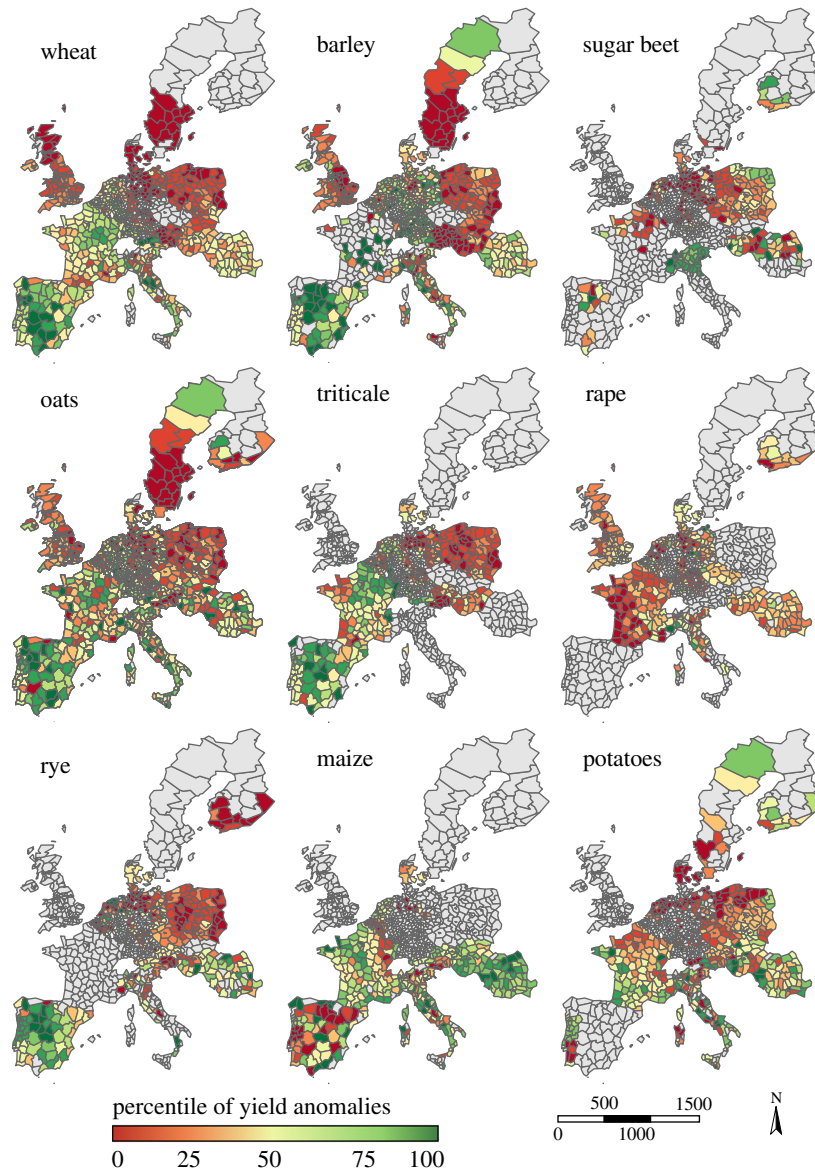 wheat
barley
sugar beet
oats
triticale
rape
rye
maize
potatoes
percentile of yield anomalies
0 25 50 75 100
500 1500
0 1000
N